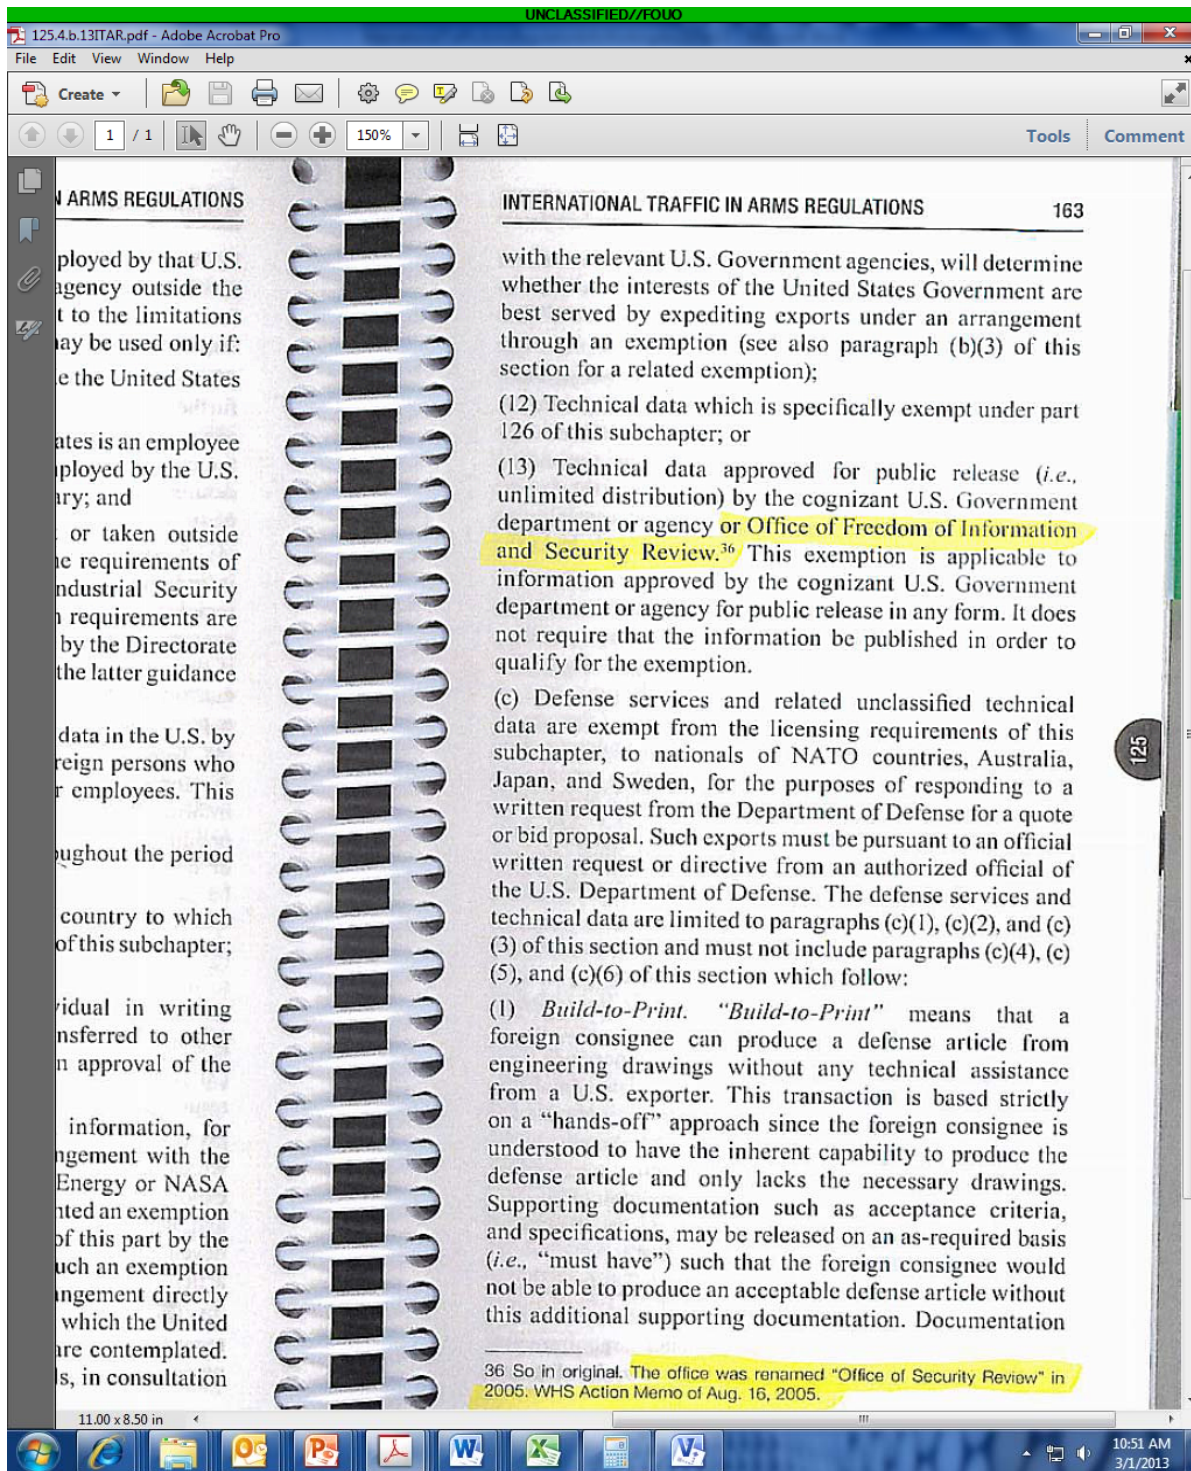 UNCLASSIFIED//FOUO
125.4.b.13ITAR.pdf - Adobe Acrobat Pro
File Edit View Window Help
Create
1 / 1 150% Tools Comment
N ARMS REGULATIONS
ployed by that U.S.
agency outside the
t to the limitations
ay be used only if:
e the United States
ates is an employee
ployed by the U.S.
ary; and
or taken outside
e requirements of
ndustrial Security
requirements are
by the Directorate
the latter guidance
data in the U.S. by
reign persons who
r employees. This
oughout the period
country to which
of this subchapter;
vidual in writing
nsferred to other
n approval of the
information, for
ngement with the
Energy or NASA
nted an exemption
of this part by the
uch an exemption
angement directly
which the United
are contemplated.
ls, in consultation
INTERNATIONAL TRAFFIC IN ARMS REGULATIONS 163
with the relevant U.S. Government agencies, will determine
whether the interests of the United States Government are
best served by expediting exports under an arrangement
through an exemption (see also paragraph (b)(3) of this
section for a related exemption);
(12) Technical data which is specifically exempt under part
126 of this subchapter; or
(13) Technical data approved for public release (i.e.,
unlimited distribution) by the cognizant U.S. Government
department or agency or Office of Freedom of Information
and Security Review.36 This exemption is applicable to
information approved by the cognizant U.S. Government
department or agency for public release in any form. It does
not require that the information be published in order to
qualify for the exemption.
(c) Defense services and related unclassified technical
data are exempt from the licensing requirements of this
subchapter, to nationals of NATO countries, Australia,
Japan, and Sweden, for the purposes of responding to a
written request from the Department of Defense for a quote
or bid proposal. Such exports must be pursuant to an official
written request or directive from an authorized official of
the U.S. Department of Defense. The defense services and
technical data are limited to paragraphs (c)(1), (c)(2), and (c)
(3) of this section and must not include paragraphs (c)(4), (c)
(5), and (c)(6) of this section which follow:
(l) Build-to-Print. “Build-to-Print” means that a
foreign consignee can produce a defense article from
engineering drawings without any technical assistance
from a U.S. exporter. This transaction is based strictly
on a “hands-off” approach since the foreign consignee is
understood to have the inherent capability to produce the
defense article and only lacks the necessary drawings.
Supporting documentation such as acceptance criteria,
and specifications, may be released on an as-required basis
(i.e., “must have”) such that the foreign consignee would
not be able to produce an acceptable defense article without
this additional supporting documentation. Documentation
36 So in original. The office was renamed “Office of Security Review” in
2005. WHS Action Memo of Aug. 16, 2005.
125
11.00 x 8.50 in
10:51 AM
3/1/2013